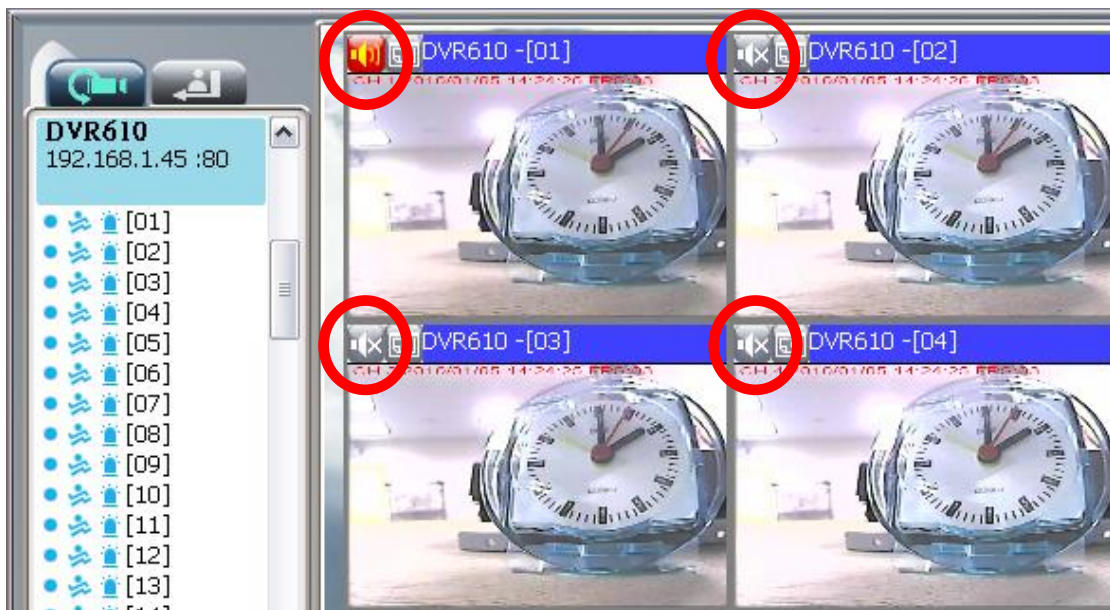 DVR610
192.168.1.45 :80
[01]
[02]
[03]
[04]
[05]
[06]
[07]
[08]
[09]
[10]
[11]
[12]
[13]
DVR610 -[01]
DVR610 -[02]
DVR610 -[03]
DVR610 -[04]